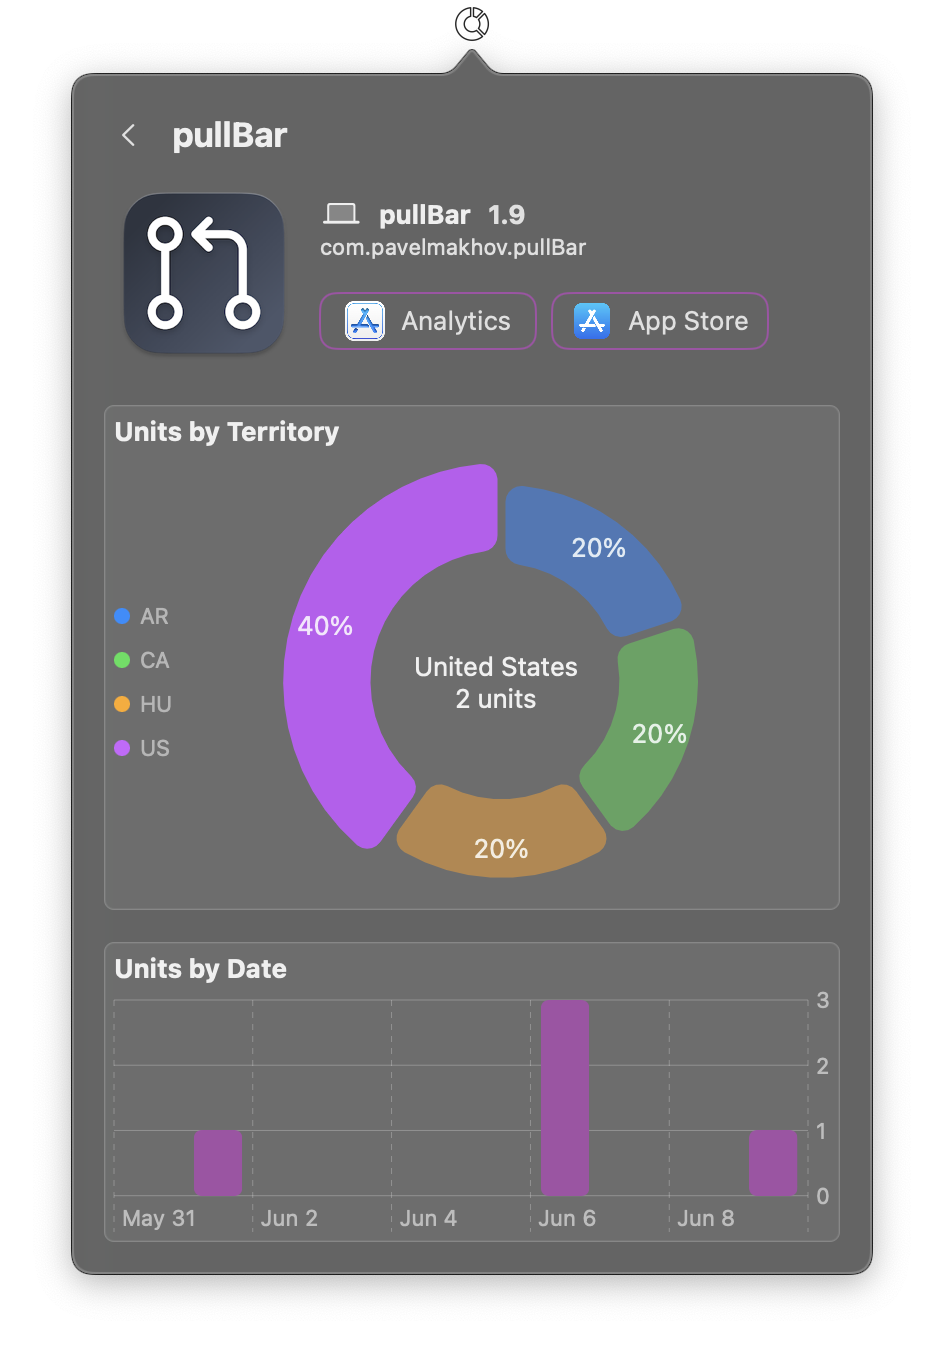 pullBar
pullBar 1.9
com.pavelmakhov.pullBar
Analytics
App Store
Units by Territory
AR
CA
HU
US
20%
20%
20%
40%
United States
2 units
Units by Date
3
2
1
0
May 31
Jun 2
Jun 4
Jun 6
Jun 8